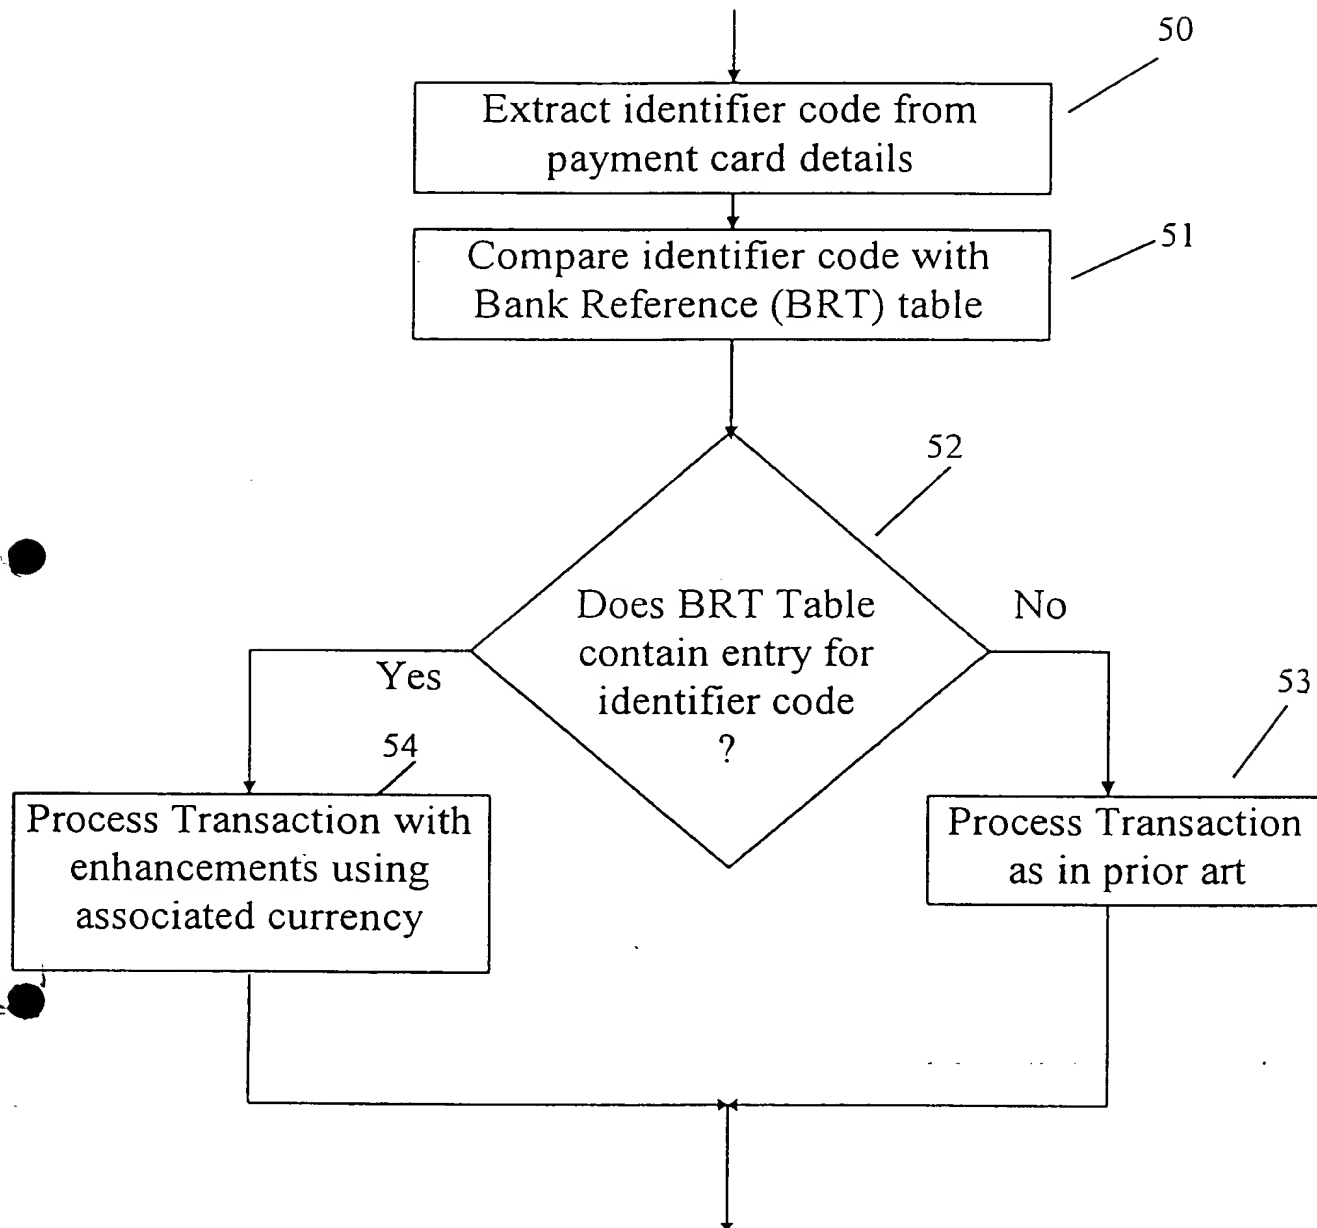 50
Extract identifier code from
payment card details
51
Compare identifier code with
Bank Reference (BRT) table
52
Does BRT Table
contain entry for
identifier code
?
No
Yes
53
54
Process Transaction with
enhancements using
associated currency
Process Transaction
as in prior art